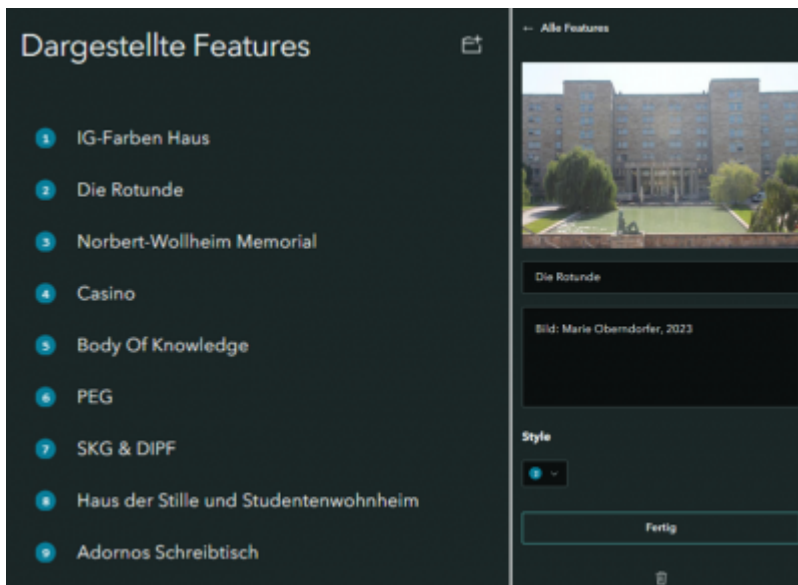 Dargestellte Features
1 IG-Farben Haus
2 Die Rotunde
3 Norbert-Wollheim Memorial
4 Casino
5 Body Of Knowledge
6 PEG
7 SKG & DIPF
8 Haus der Stille und Studentenwohnheim
9 Adornos Schreibtisch
← Alle Features
Die Rotunde
Bild: Marie Oberndorfer, 2023
Style
2
Fertig